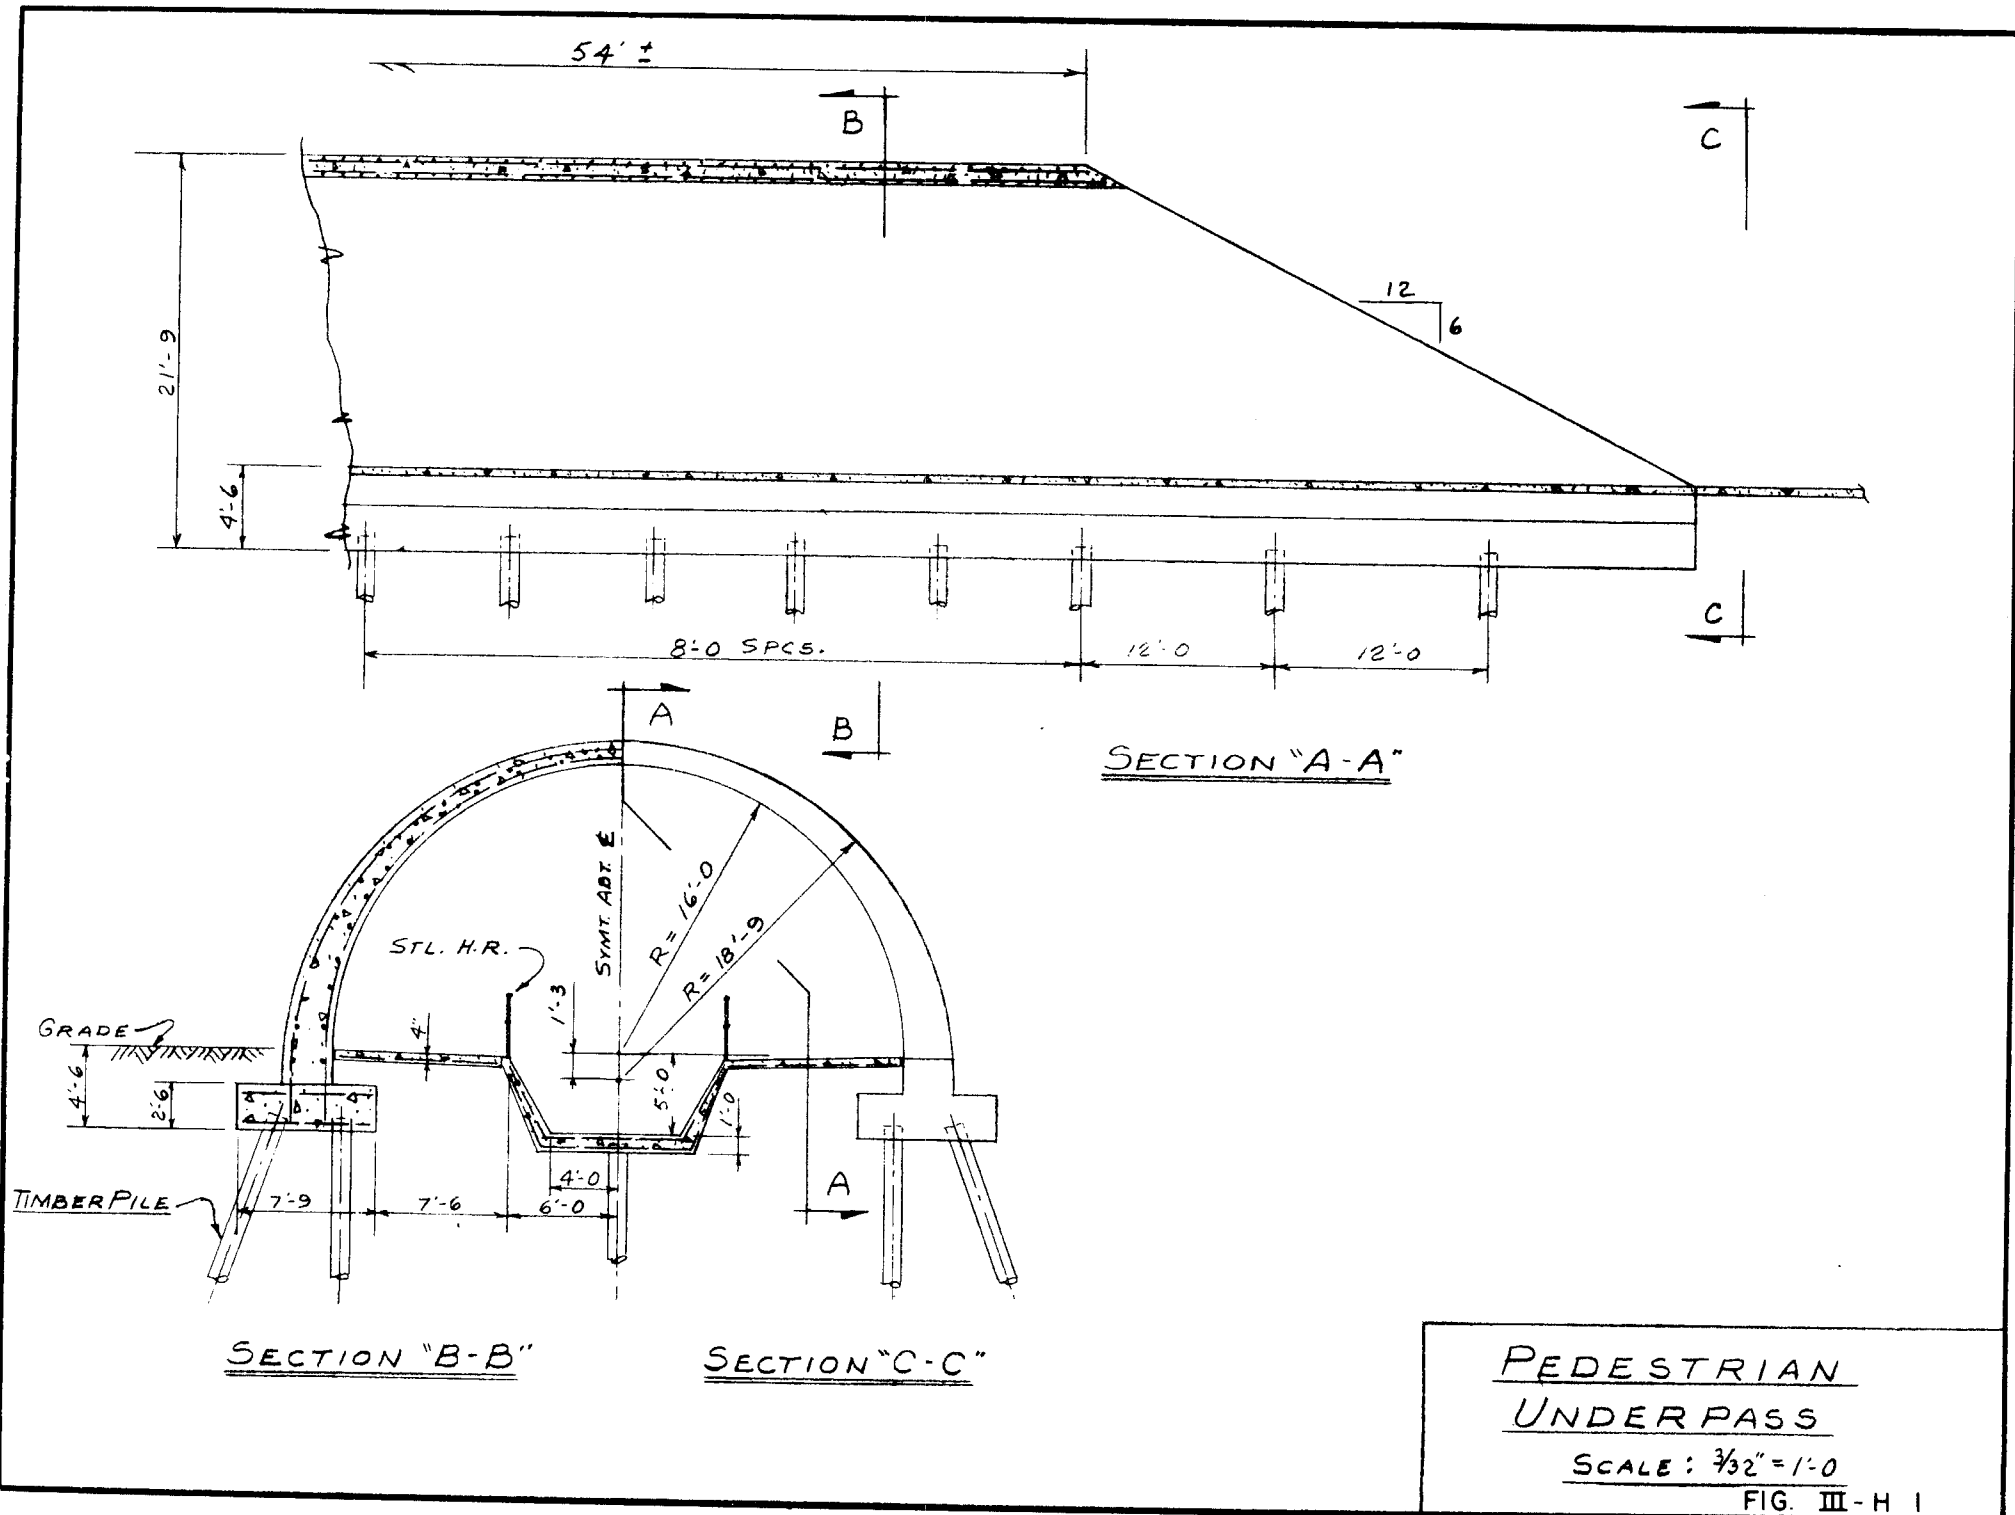 54' ±
B
C
12
6
21'-9
4'-6
C
8'-0 SPCS.
12'-0
12'-0
A
B
SECTION "A-A"
SYMT. ABT. ℄
R = 16'-0
R = 18'-9
STL. H.R.
1'-3
GRADE
4"
4'-6
2'-6
5'-0
1'-0
TIMBER PILE
7'-9
7'-6
4'-0
6'-0
A
SECTION "B-B"
SECTION "C-C"
PEDESTRIAN
UNDERPASS
SCALE: 3/32" = 1'-0
FIG. III-H 1